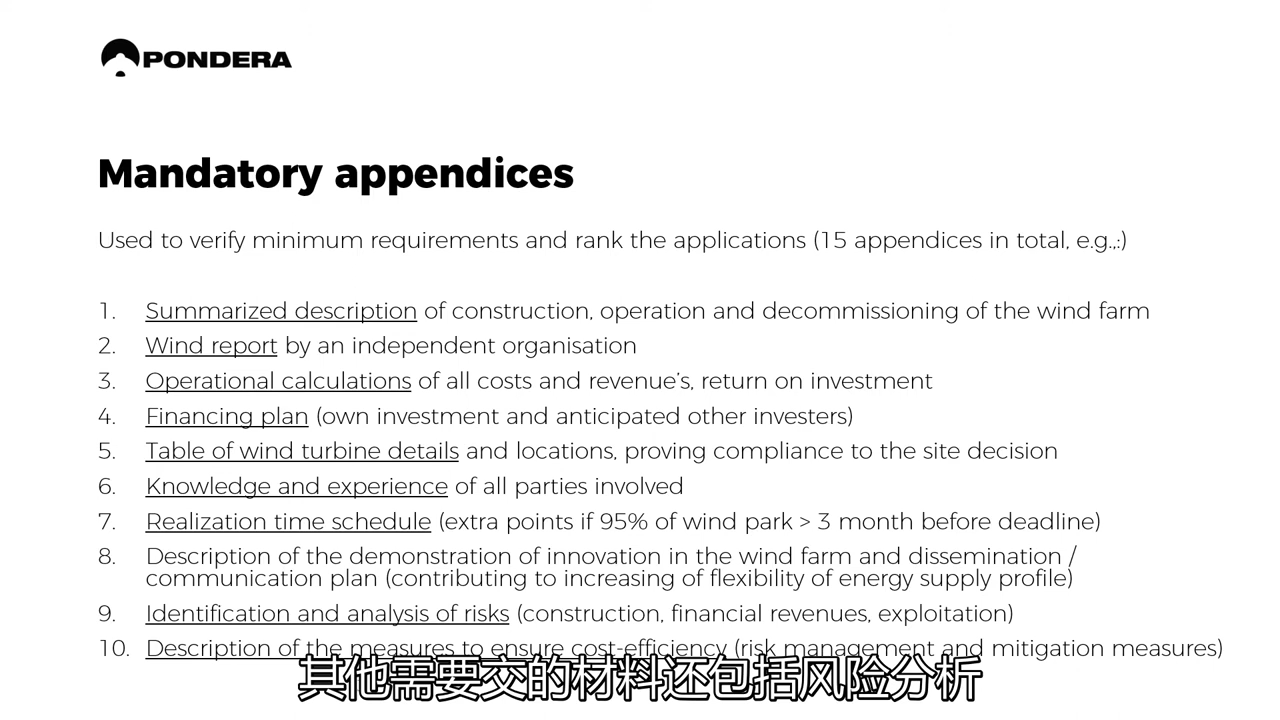 PONDERA
Mandatory appendices
Used to verify minimum requirements and rank the applications (15 appendices in total, e.g.,:)
1. Summarized description of construction, operation and decommissioning of the wind farm
2. Wind report by an independent organisation
3. Operational calculations of all costs and revenue's, return on investment
4. Financing plan (own investment and anticipated other investers)
5. Table of wind turbine details and locations, proving compliance to the site decision
6. Knowledge and experience of all parties involved
7. Realization time schedule (extra points if 95% of wind park > 3 month before deadline)
8. Description of the demonstration of innovation in the wind farm and dissemination /
communication plan (contributing to increasing of flexibility of energy supply profile)
9. Identification and analysis of risks (construction, financial revenues, exploitation)
10. Description of the measures to ensure cost-efficiency (risk management and mitigation measures)
其他需要交的材料还包括风险分析